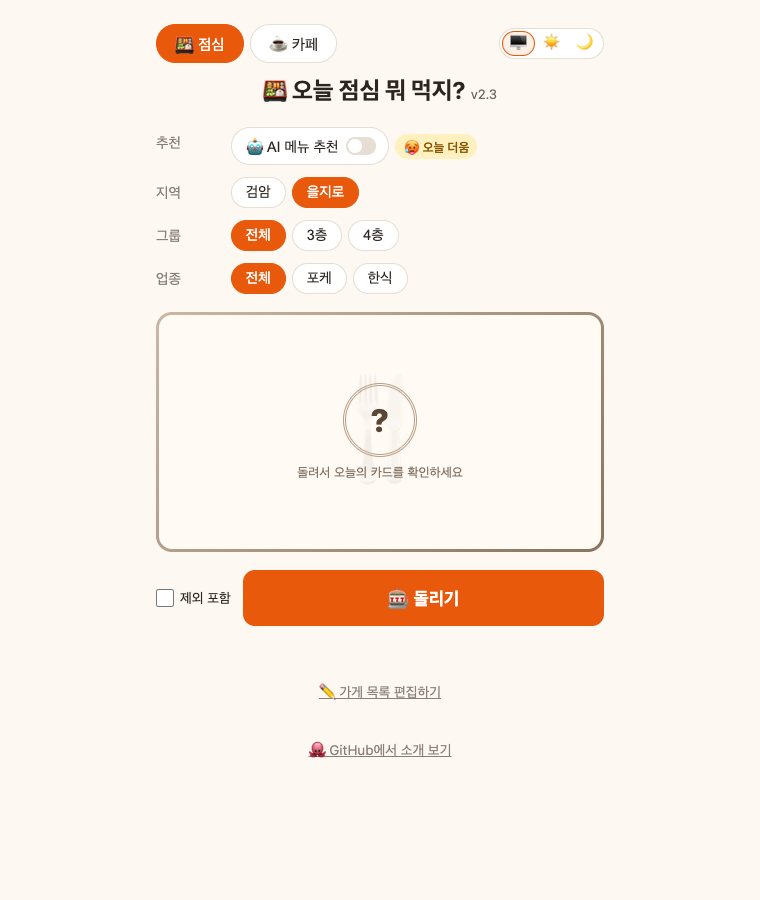 🍱 점심 ☕ 카페
🍱 오늘 점심 뭐 먹지? v2.3
추천 🤖 AI 메뉴 추천 🥵 오늘 더움
지역 검암 을지로
그룹 전체 3층 4층
업종 전체 포케 한식
?
돌려서 오늘의 카드를 확인하세요
제외 포함 🎰 돌리기
✏️ 가게 목록 편집하기
🐙 GitHub에서 소개 보기